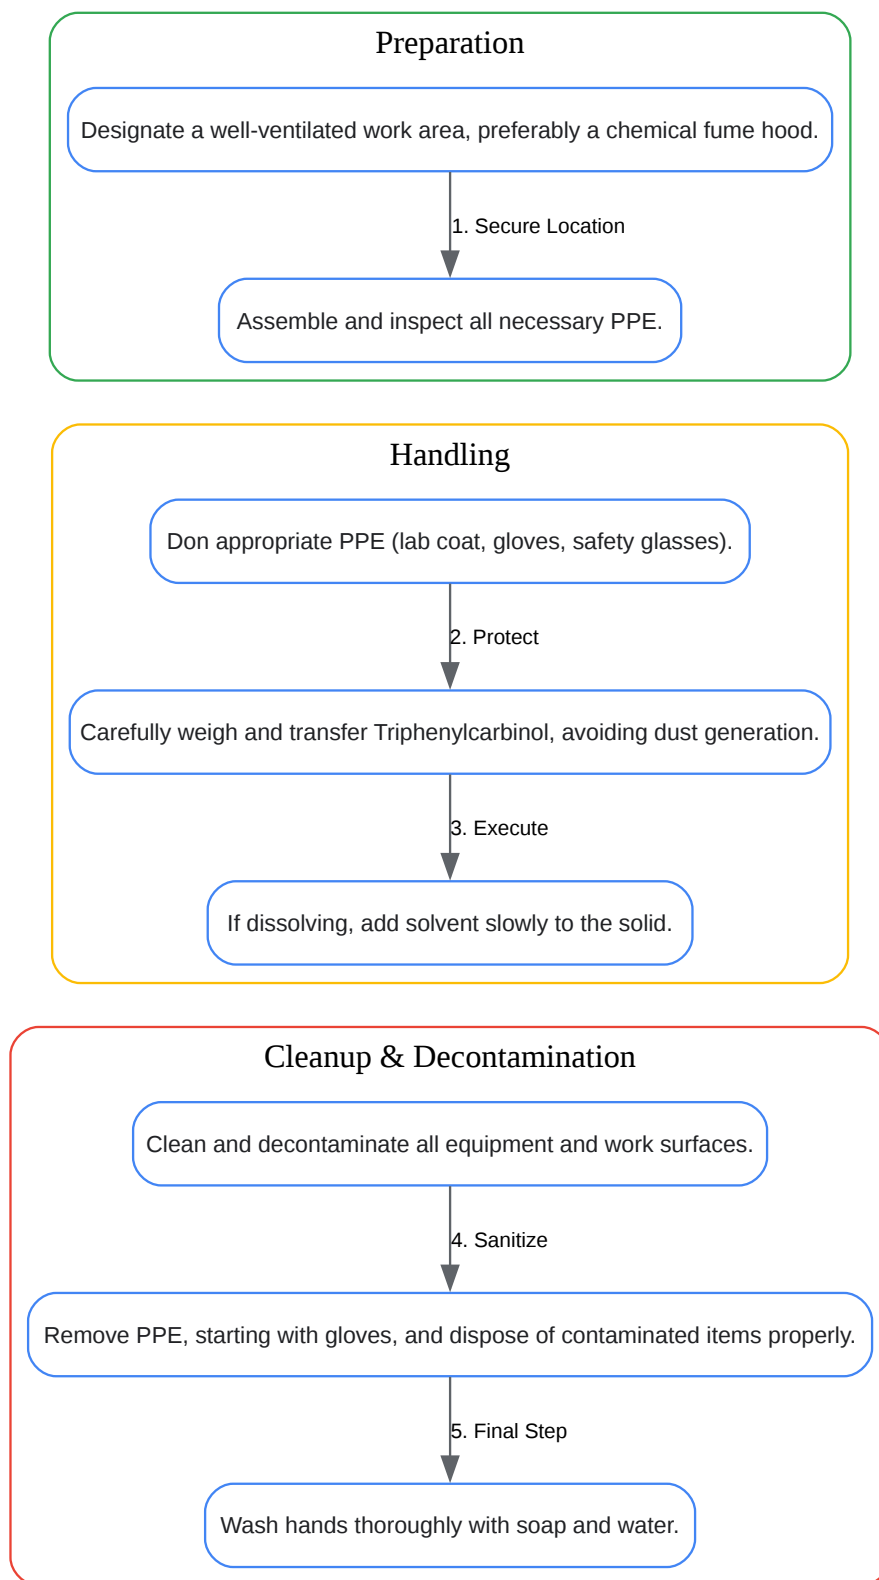 Preparation
Designate a well-ventilated work area, preferably a chemical fume hood.
1. Secure Location
Assemble and inspect all necessary PPE.
Handling
Don appropriate PPE (lab coat, gloves, safety glasses).
2. Protect
Carefully weigh and transfer Triphenylcarbinol, avoiding dust generation.
3. Execute
If dissolving, add solvent slowly to the solid.
Cleanup & Decontamination
Clean and decontaminate all equipment and work surfaces.
4. Sanitize
Remove PPE, starting with gloves, and dispose of contaminated items properly.
5. Final Step
Wash hands thoroughly with soap and water.